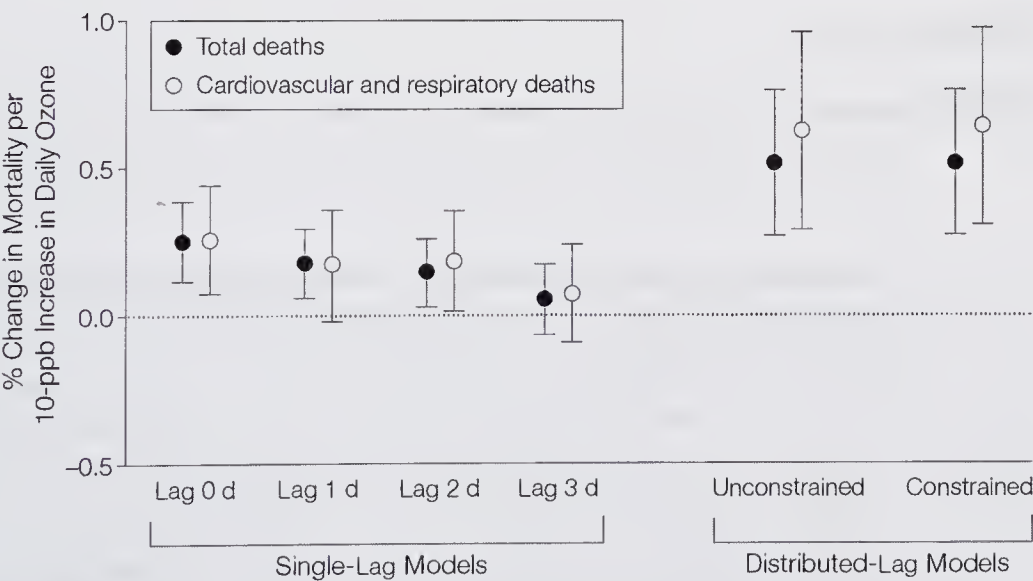 % Change in Mortality per
10-ppb Increase in Daily Ozone
1.0
0.5
0.0
–0.5
Total deaths
Cardiovascular and respiratory deaths
Lag 0 d
Lag 1 d
Lag 2 d
Lag 3 d
Unconstrained
Constrained
Single-Lag Models
Distributed-Lag Models